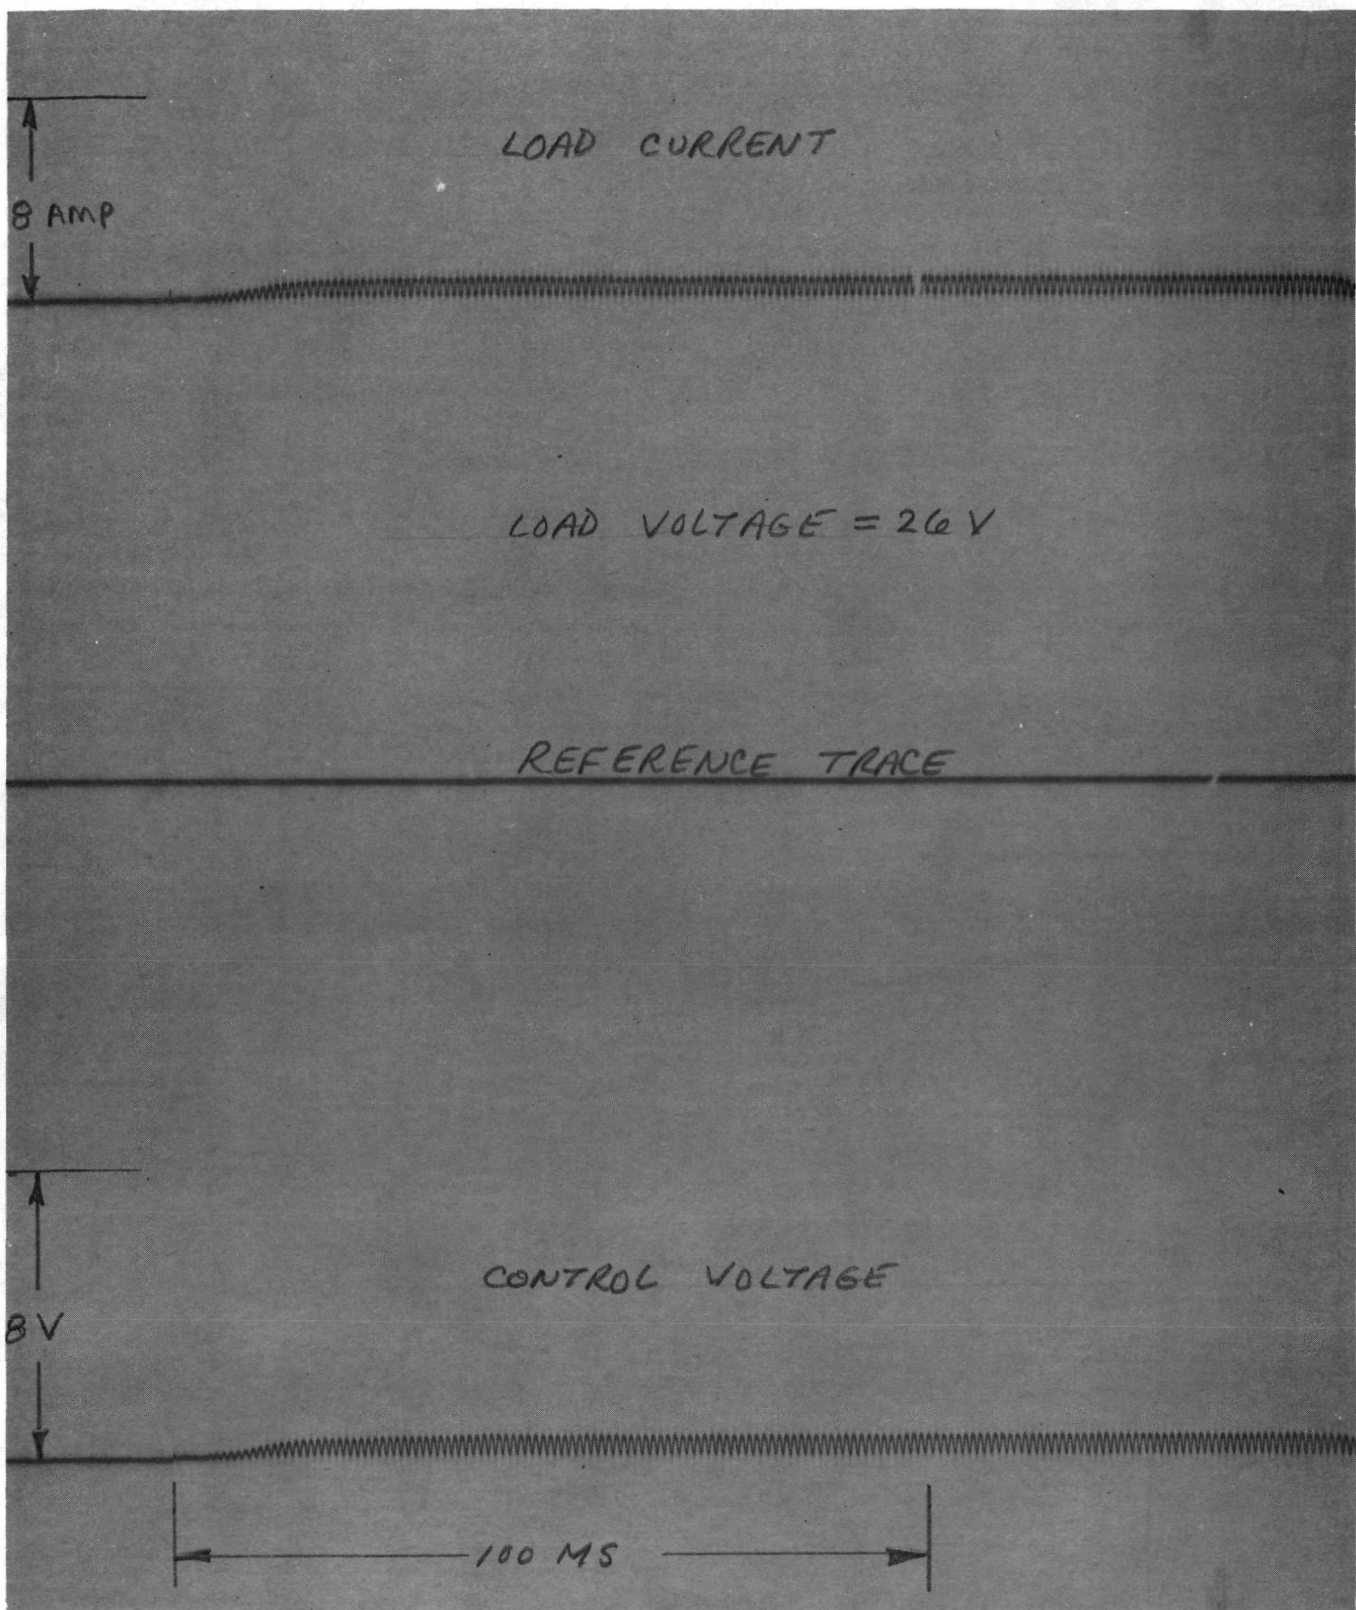 LOAD CURRENT
8 AMP
LOAD VOLTAGE = 26 V
REFERENCE TRACE
CONTROL VOLTAGE
8 V
100 MS